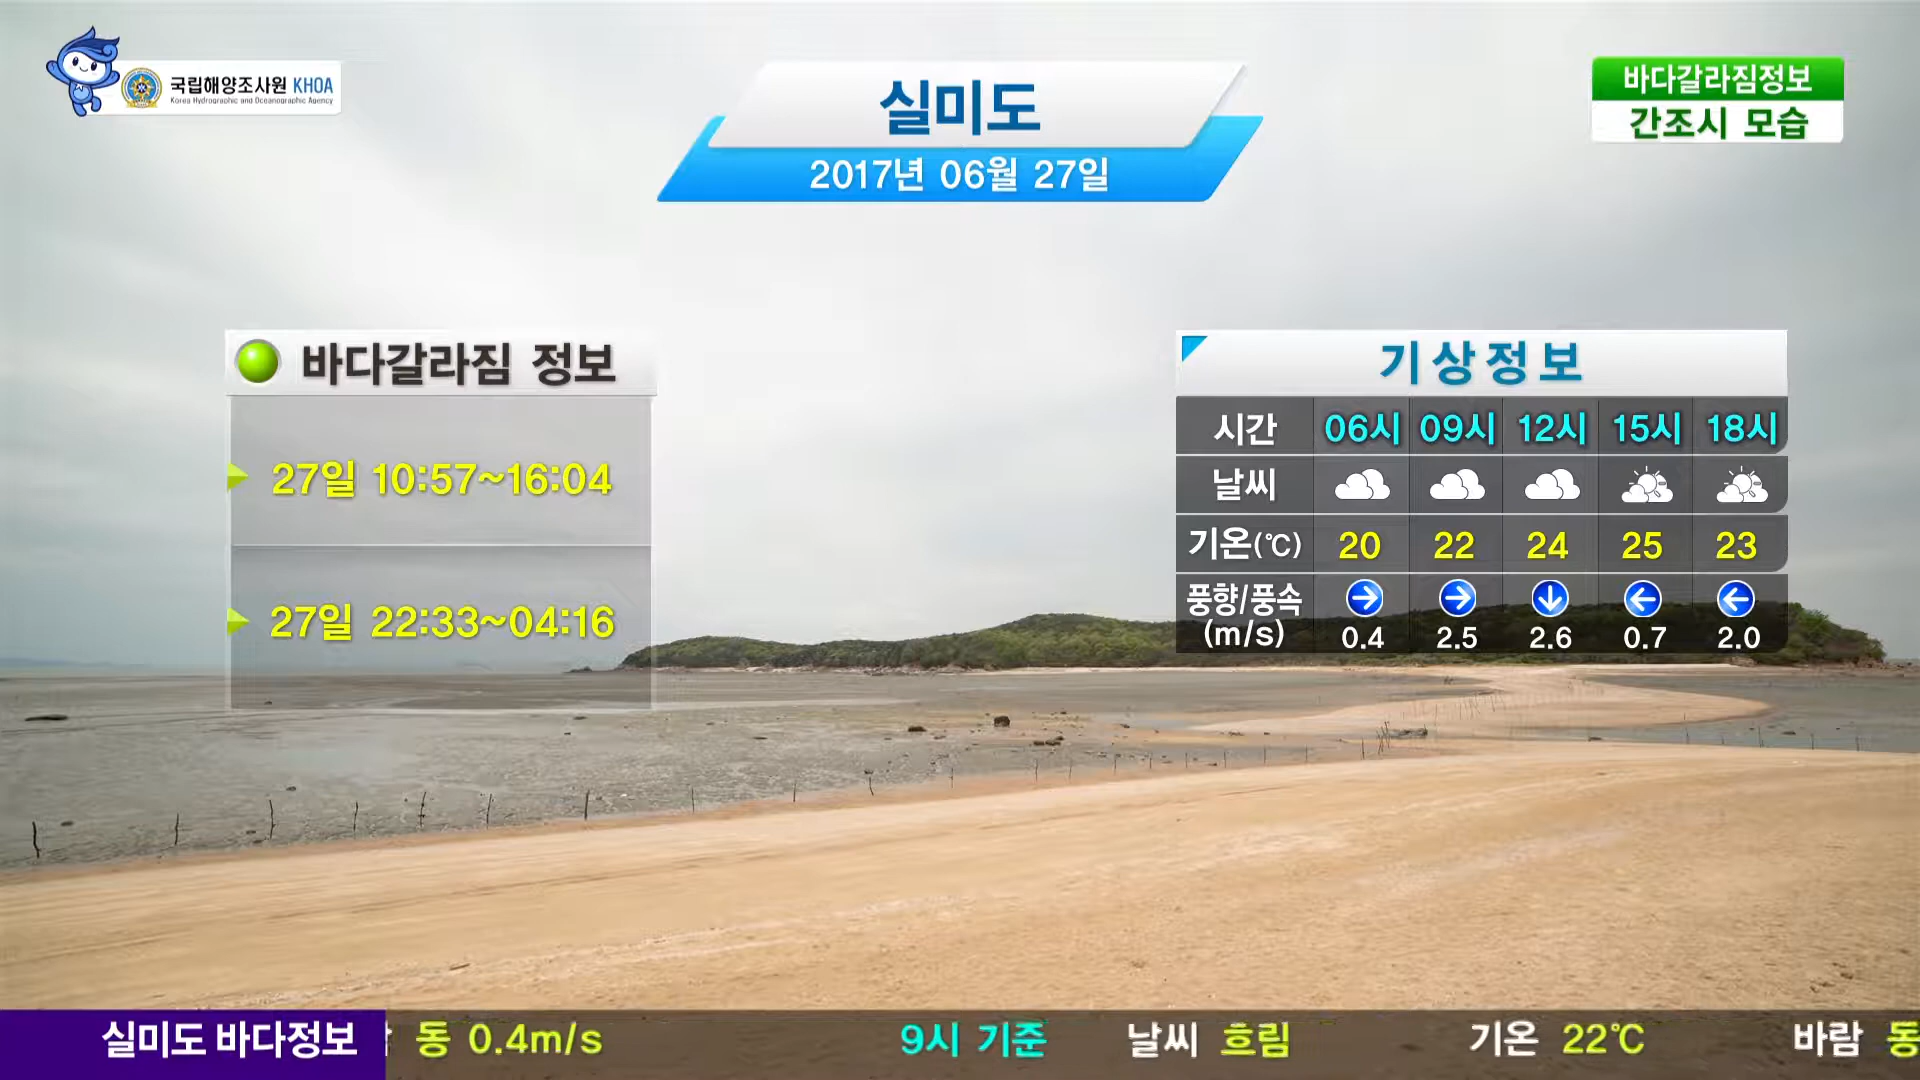 국립해양조사원 KHOA
Korea Hydrographic and Oceanographic Agency
실미도
2017년 06월 27일
바다갈라짐정보
간조시 모습
바다갈라짐 정보
27일 10:57~16:04
27일 22:33~04:16
기상정보
시간 06시 09시 12시 15시 18시
날씨
기온(℃) 20 22 24 25 23
풍향/풍속
(m/s) 0.4 2.5 2.6 0.7 2.0
실미도 바다정보 동 0.4m/s 9시 기준 날씨 흐림 기온 22℃ 바람 동